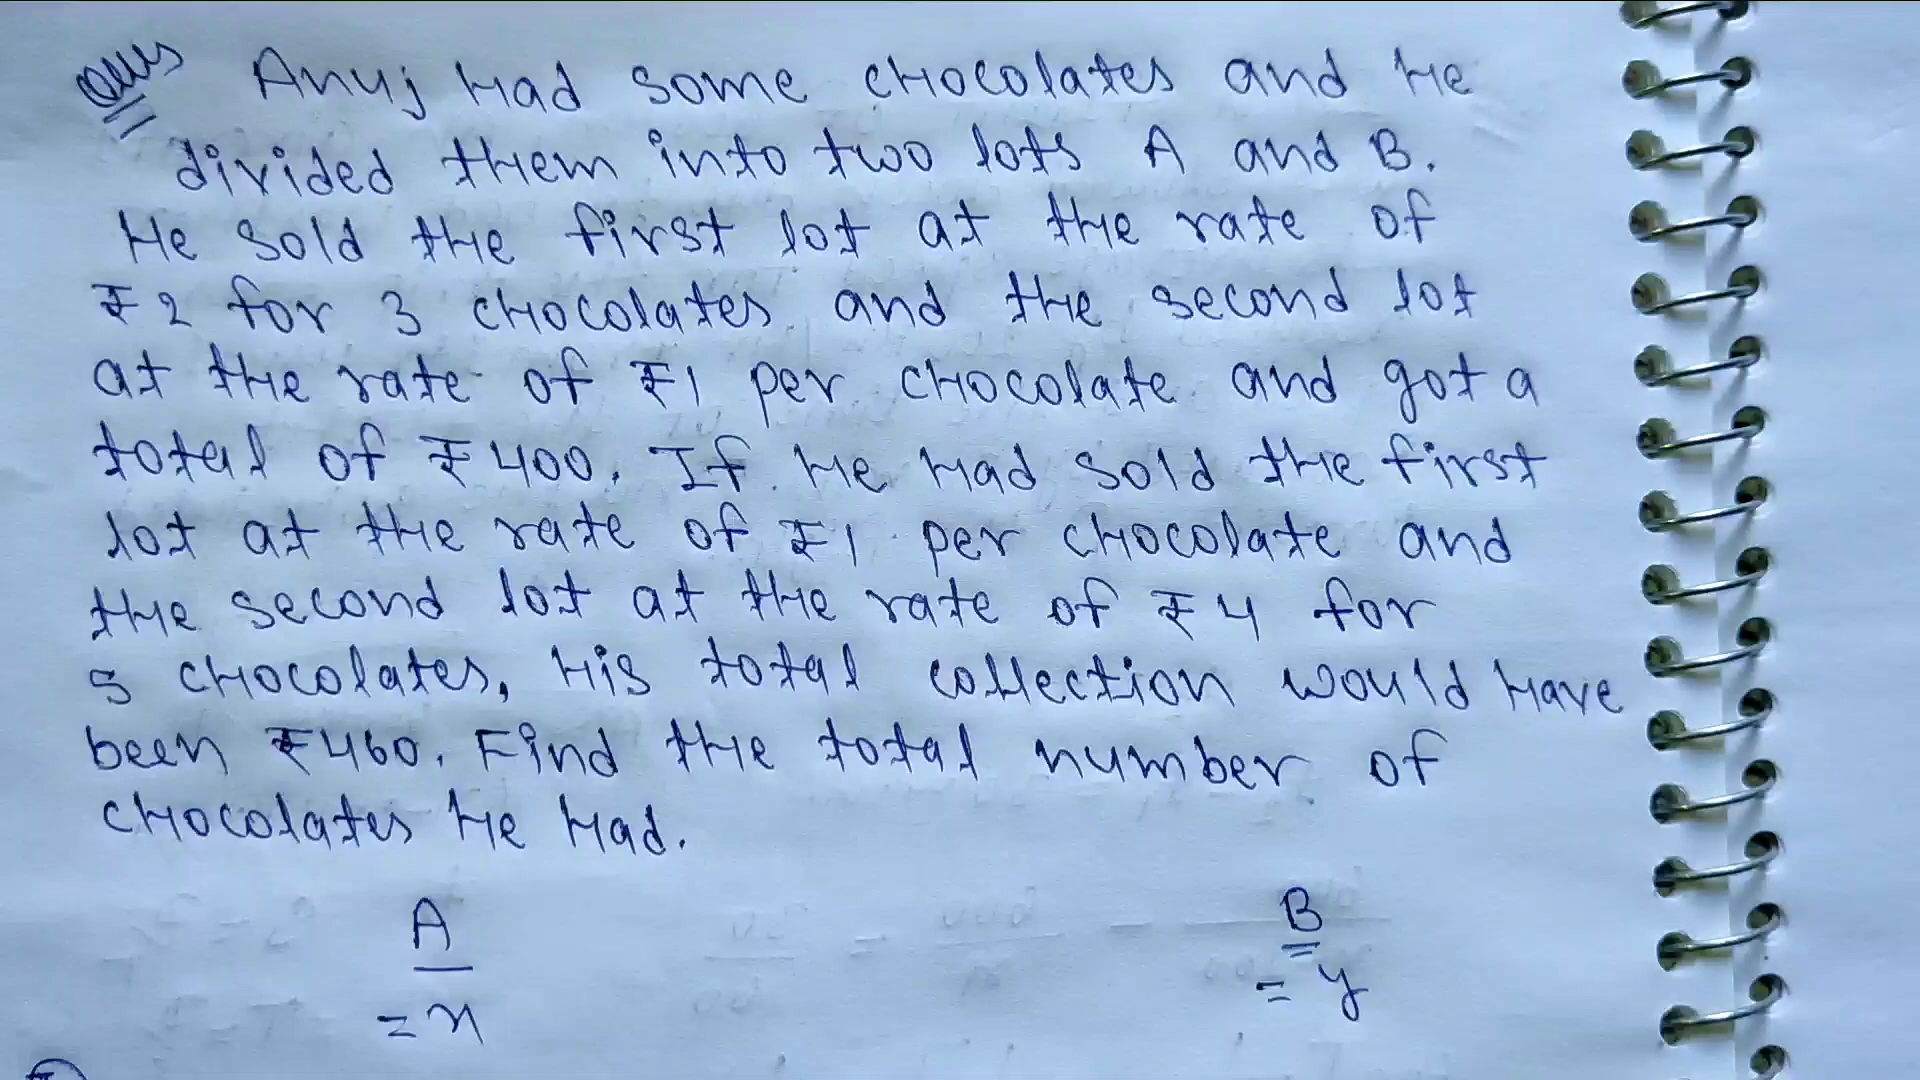 Ques Anuj Had some chocolates and He
divided them into two lots A and B.
He sold the first lot at the rate of
₹2 for 3 chocolates and the second lot
at the rate of ₹1 per chocolate and got a
total of ₹400. If He Had sold the first
lot at the rate of ₹1 per chocolate and
the second lot at the rate of ₹4 for
5 chocolates, His total collection would Have
been ₹460. Find the total number of
chocolates He Had.
A B
= x = y